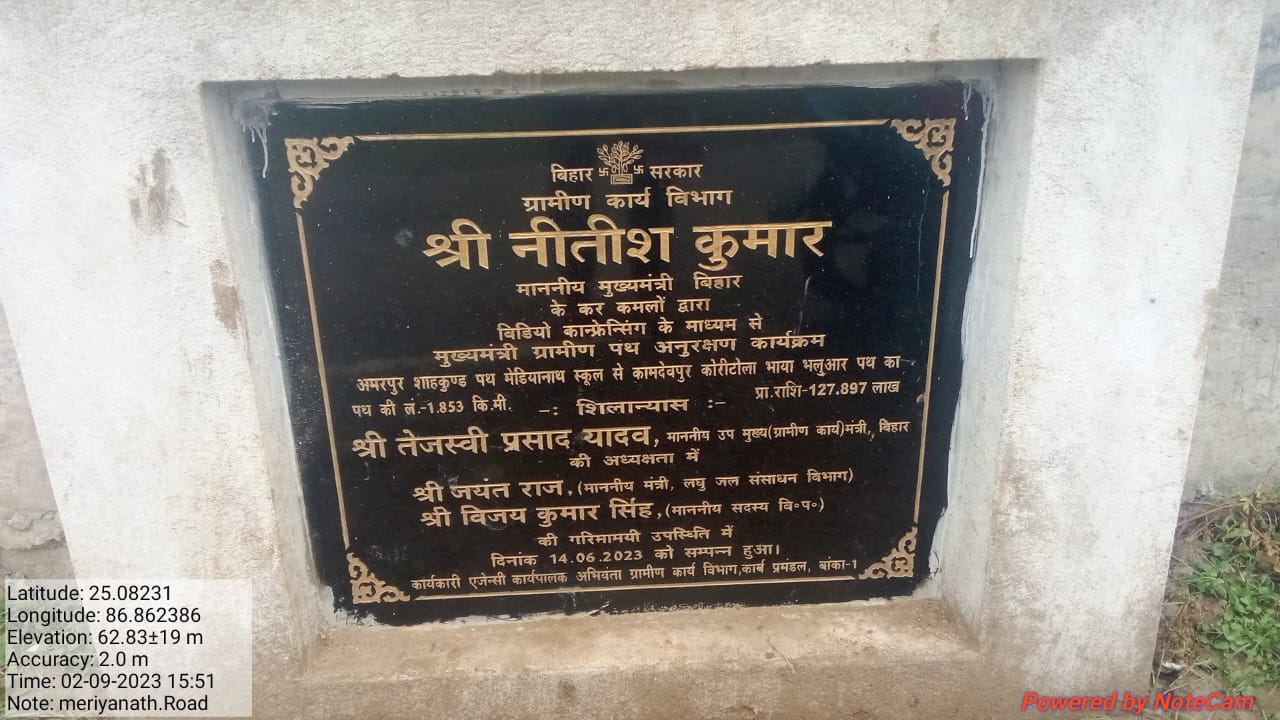 बिहार सरकार
ग्रामीण कार्य विभाग
श्री नीतीश कुमार
माननीय मुख्यमंत्री बिहार
के कर कमलों द्वारा
विडियो कान्फ्रेन्सिंग के माध्यम से
मुख्यमंत्री ग्रामीण पथ अनुरक्षण कार्यक्रम
अमरपुर शाहकुण्ड पथ मेडियानाथ स्कूल से कामदेवपुर कोरीटोला भाया भलुआर पथ का
पथ की लं.-1.853 कि.मी. -: शिलान्यास :- प्रा.राशि-127.897 लाख
श्री तेजस्वी प्रसाद यादव, माननीय उप मुख्य(ग्रामीण कार्य)मंत्री, बिहार
की अध्यक्षता में
श्री जयंत राज,(माननीय मंत्री, लघु जल संसाधन विभाग)
श्री विजय कुमार सिंह,(माननीय सदस्य वि॰प॰)
की गरिमामयी उपस्थिति में
दिनांक 14.06.2023 को सम्पन्न हुआ।
कार्यकारी एजेन्सी कार्यपालक अभियंता ग्रामीण कार्य विभाग,कार्य प्रमंडल, बांका-1
Latitude: 25.08231
Longitude: 86.862386
Elevation: 62.83±19 m
Accuracy: 2.0 m
Time: 02-09-2023 15:51
Note: meriyanath.Road
Powered by NoteCam